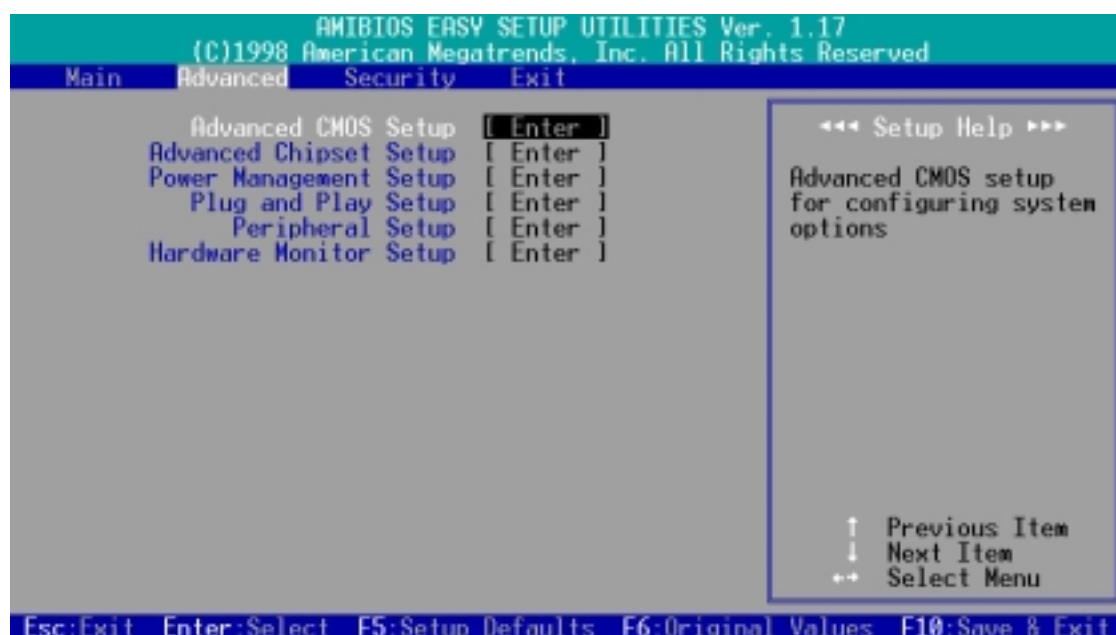 AMIBIOS EASY SETUP UTILITIES Ver. 1.17
(C)1998 American Megatrends, Inc. All Rights Reserved
Main Advanced Security Exit
Advanced CMOS Setup [ Enter ]
Advanced Chipset Setup [ Enter ]
Power Management Setup [ Enter ]
Plug and Play Setup [ Enter ]
Peripheral Setup [ Enter ]
Hardware Monitor Setup [ Enter ]
◄◄◄ Setup Help ►►►
Advanced CMOS setup
for configuring system
options
↑ Previous Item
↓ Next Item
←→ Select Menu
Esc:Exit Enter:Select F5:Setup Defaults F6:Original Values F10:Save & Exit